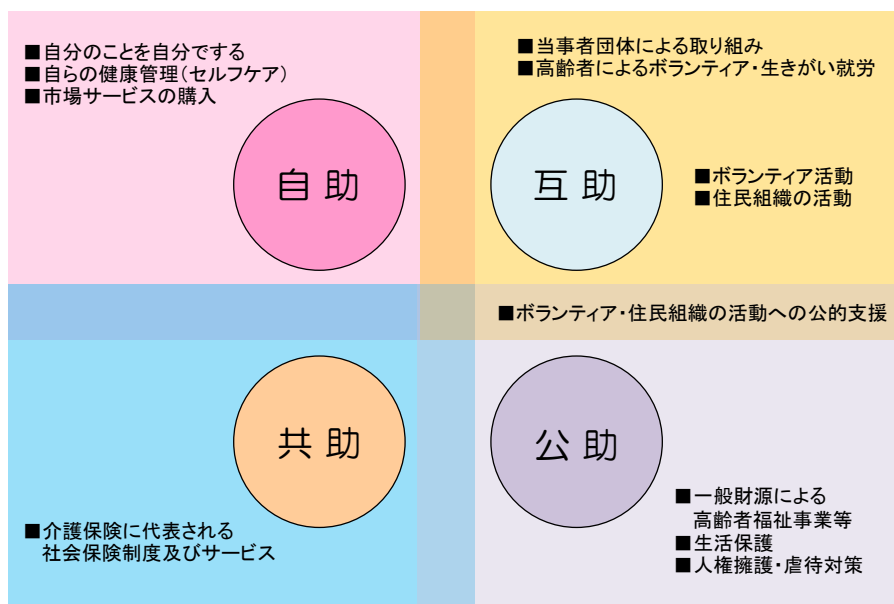 ■自分のことを自分でする
■自らの健康管理(セルフケア)
■市場サービスの購入
自助
■当事者団体による取り組み
■高齢者によるボランティア・生きがい就労
互助
■ボランティア活動
■住民組織の活動
■ボランティア・住民組織の活動への公的支援
共助
■介護保険に代表される
社会保険制度及びサービス
公助
■一般財源による
高齢者福祉事業等
■生活保護
■人権擁護・虐待対策